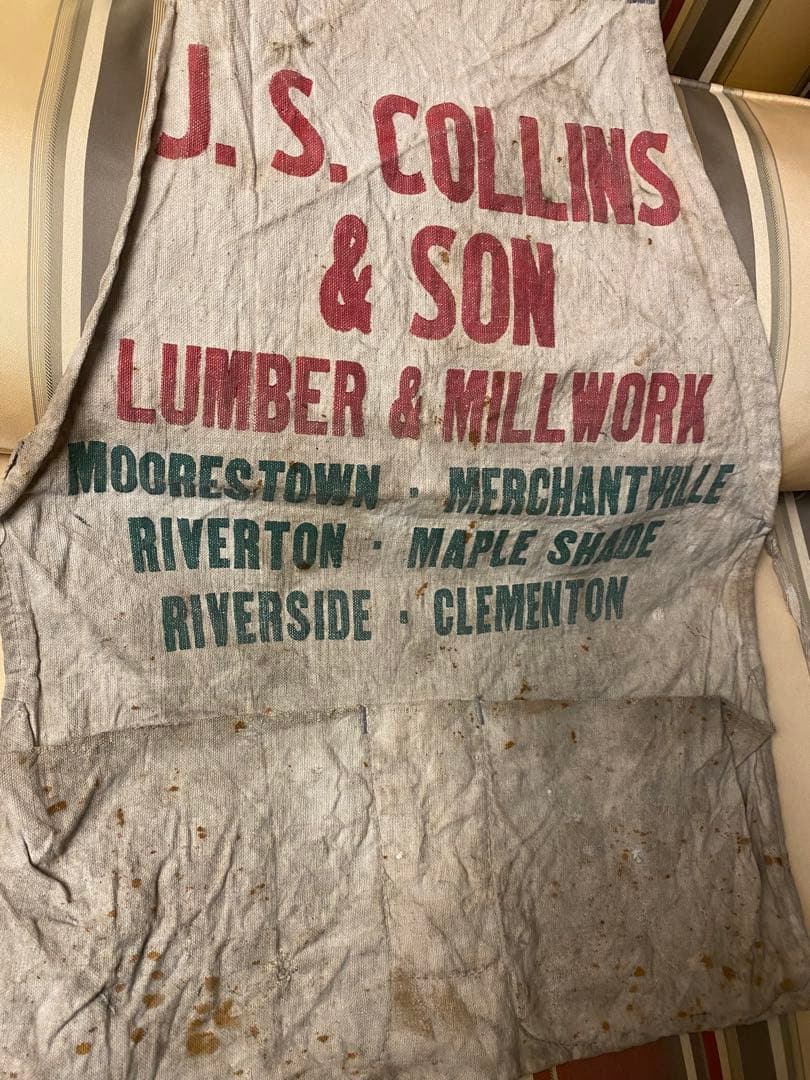 J. S. COLLINS
& SON
LUMBER & MILLWORK
MOORESTOWN · MERCHANTVILLE
RIVERTON · MAPLE SHADE
RIVERSIDE · CLEMENTON